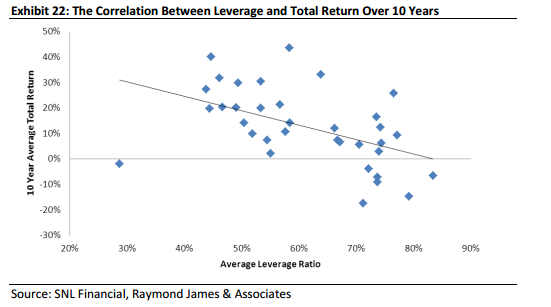 Exhibit 22: The Correlation Between Leverage and Total Return Over 10 Years
50%
40%
30%
20%
10%
0%
-10%
-20%
-30%
10 Year Average Total Return
20% 30% 40% 50% 60% 70% 80% 90%
Average Leverage Ratio
Source: SNL Financial, Raymond James & Associates